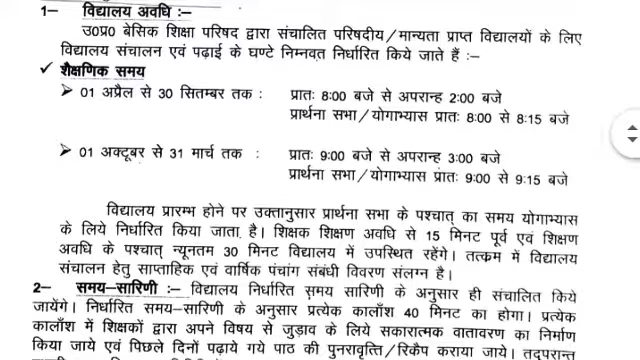 1- विद्यालय अवधि :-
उ0प्र0 बेसिक शिक्षा परिषद द्वारा संचालित परिषदीय/मान्यता प्राप्त विद्यालयों के लिए
विद्यालय संचालन एवं पढ़ाई के घण्टे निम्नवत निर्धारित किये जाते हैं :-
✓ शैक्षणिक समय
➢ 01 अप्रैल से 30 सितम्बर तक : प्रातः 8:00 बजे से अपरान्ह 2:00 बजे
प्रार्थना सभा/योगाभ्यास प्रातः 8:00 से 8:15 बजे
➢ 01 अक्टूबर से 31 मार्च तक : प्रातः 9:00 बजे से अपरान्ह 3:00 बजे
प्रार्थना सभा/योगाभ्यास प्रातः 9:00 से 9:15 बजे
विद्यालय प्रारम्भ होने पर उक्तानुसार प्रार्थना सभा के पश्चात् का समय योगाभ्यास
के लिये निर्धारित किया जाता है। शिक्षक शिक्षण अवधि से 15 मिनट पूर्व एवं शिक्षण
अवधि के पश्चात् न्यूनतम 30 मिनट विद्यालय में उपस्थित रहेंगे। तत्क्रम में विद्यालय
संचालन हेतु साप्ताहिक एवं वार्षिक पंचांग संबंधी विवरण संलग्न है।
2- समय-सारिणी :- विद्यालय निर्धारित समय सारिणी के अनुसार ही संचालित किये
जायेंगे। निर्धारित समय-सारिणी के अनुसार प्रत्येक कालाँश 40 मिनट का होगा। प्रत्येक
कालाँश में शिक्षकों द्वारा अपने विषय से जुड़ाव के लिये सकारात्मक वातावरण का निर्माण
किया जाये एवं पिछले दिनों पढ़ाये गये पाठ की पुनरावृत्ति/रिकैप कराया जाये। तदुपरान्त